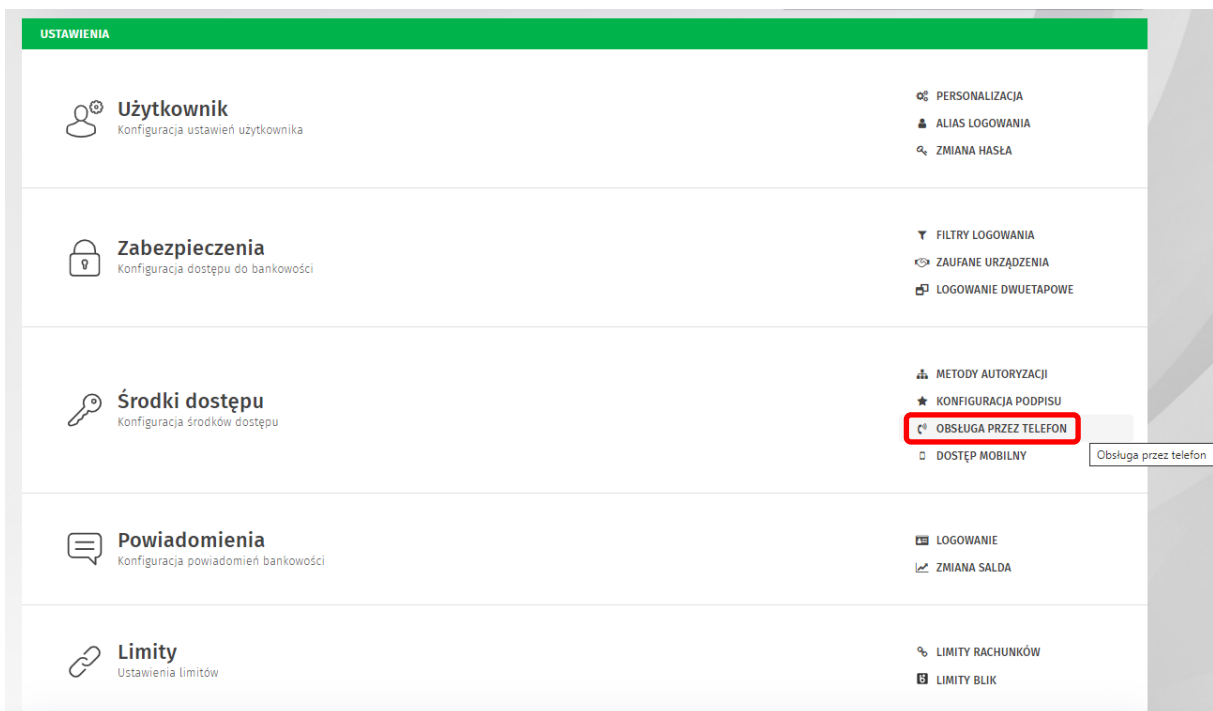 USTAWIENIA
Użytkownik
Konfiguracja ustawień użytkownika
PERSONALIZACJA
ALIAS LOGOWANIA
ZMIANA HASŁA
Zabezpieczenia
Konfiguracja dostępu do bankowości
FILTRY LOGOWANIA
ZAUFANE URZĄDZENIA
LOGOWANIE DWUETAPOWE
Środki dostępu
Konfiguracja środków dostępu
METODY AUTORYZACJI
KONFIGURACJA PODPISU
OBSŁUGA PRZEZ TELEFON
DOSTĘP MOBILNY
Obsługa przez telefon
Powiadomienia
Konfiguracja powiadomień bankowości
LOGOWANIE
ZMIANA SALDA
Limity
Ustawienia limitów
LIMITY RACHUNKÓW
LIMITY BLIK